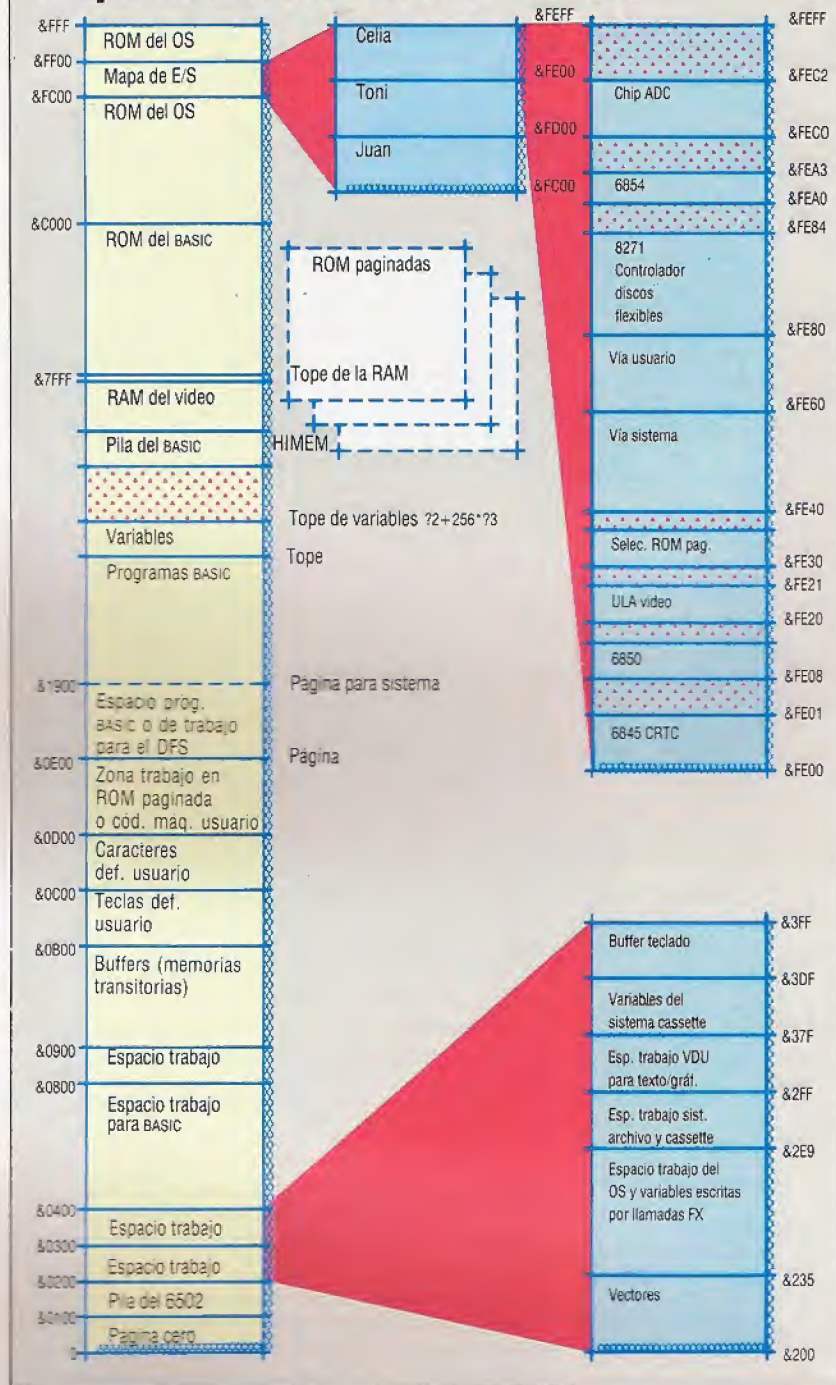 &FFF
ROM del OS
&FF00
Mapa de E/S
&FC00
ROM del OS
&C000
ROM del BASIC
&7FFF
RAM del video
Pila del BASIC
Variables
Programas BASIC
&1900
Espacio prog.
BASIC o de trabajo
para el DFS
&0E00
Zona trabajo en
ROM paginada
o cód. máq. usuario
&0D00
Caracteres
def. usuario
&0C00
Teclas def.
usuario
&0B00
Buffers (memorias
transitorias)
&0900
Espacio trabajo
&0800
Espacio trabajo
para BASIC
&0400
Espacio trabajo
&0300
Espacio trabajo
&0200
Pila del 6502
&0100
Página cero
0
ROM paginadas
Tope de la RAM
HIMEM
Tope de variables ?2+256*?3
Tope
Página para sistema
Página
Celia
Toni
Juan
&FEFF
&FE00
&FD00
&FC00
&FEFF
&FEC2
Chip ADC
&FEC0
&FEA3
6854
&FEA0
&FE84
8271
Controlador
discos
flexibles
&FE80
Vía usuario
&FE60
Vía sistema
&FE40
Selec. ROM pag.
&FE30
&FE21
ULA video
&FE20
6850
&FE08
&FE01
6845 CRTC
&FE00
&3FF
Buffer teclado
&3DF
Variables del
sistema cassette
&37F
Esp. trabajo VDU
para texto/gráf.
&2FF
Esp. trabajo sist.
archivo y cassette
&2E9
Espacio trabajo del
OS y variables escritas
por llamadas FX
&235
Vectores
&200